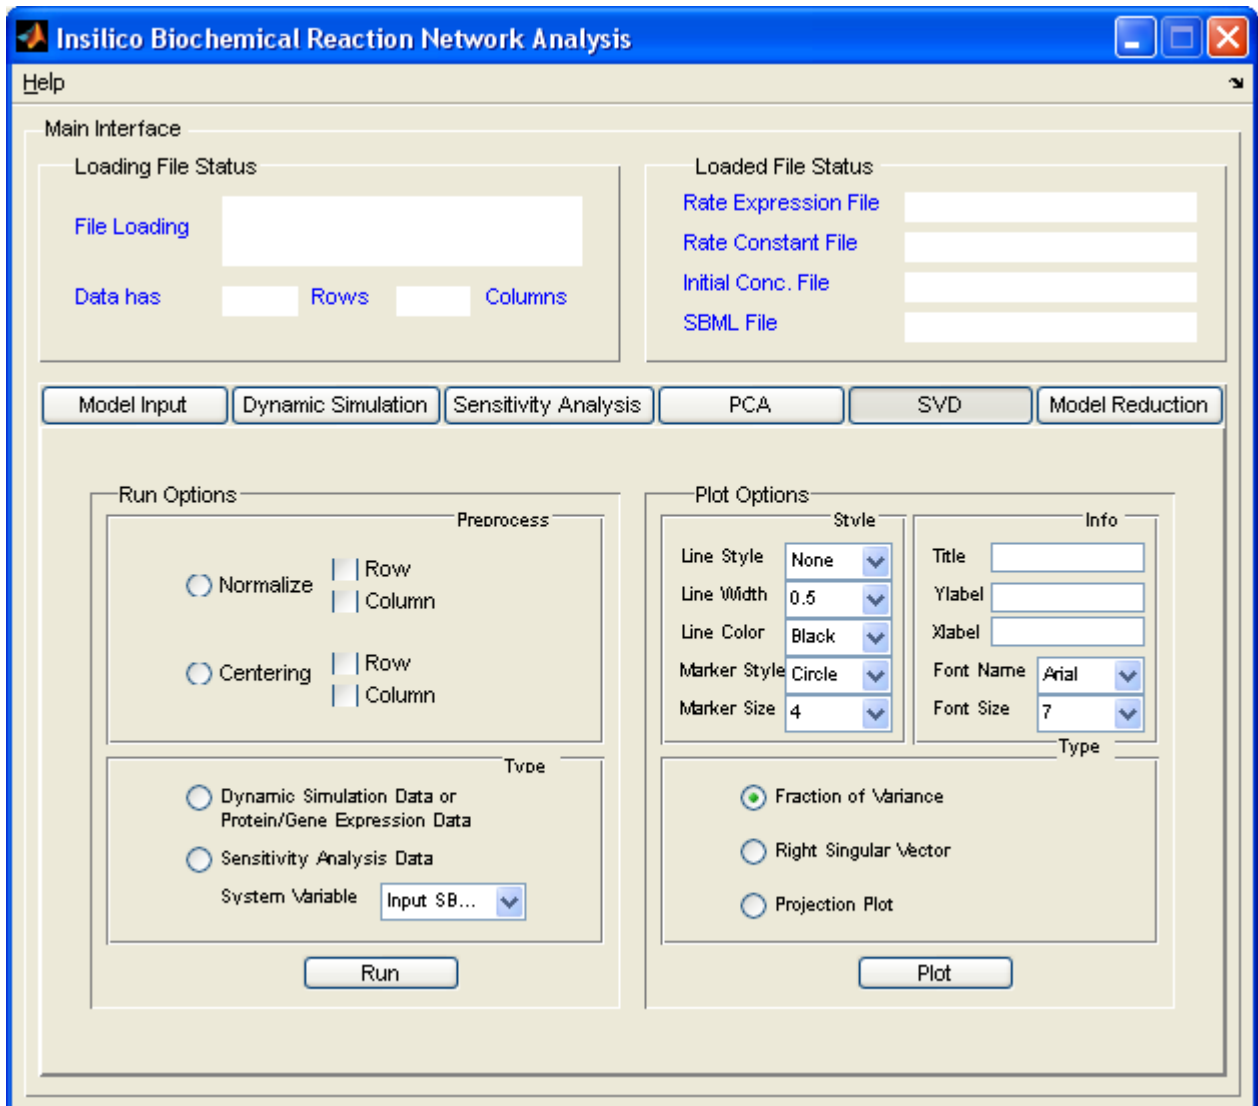 Insilico Biochemical Reaction Network Analysis
Help
Main Interface
Loading File Status
File Loading
Data has Rows Columns
Loaded File Status
Rate Expression File
Rate Constant File
Initial Conc. File
SBML File
Model Input Dynamic Simulation Sensitivity Analysis PCA SVD Model Reduction
Run Options
Preprocess
Normalize
Row
Column
Centering
Row
Column
Type
Dynamic Simulation Data or
Protein/Gene Expression Data
Sensitivity Analysis Data
System Variable Input SB...
Run
Plot Options
Style
Line Style None
Line Width 0.5
Line Color Black
Marker Style Circle
Marker Size 4
Info
Title
Ylabel
Xlabel
Font Name Arial
Font Size 7
Type
Fraction of Variance
Right Singular Vector
Projection Plot
Plot